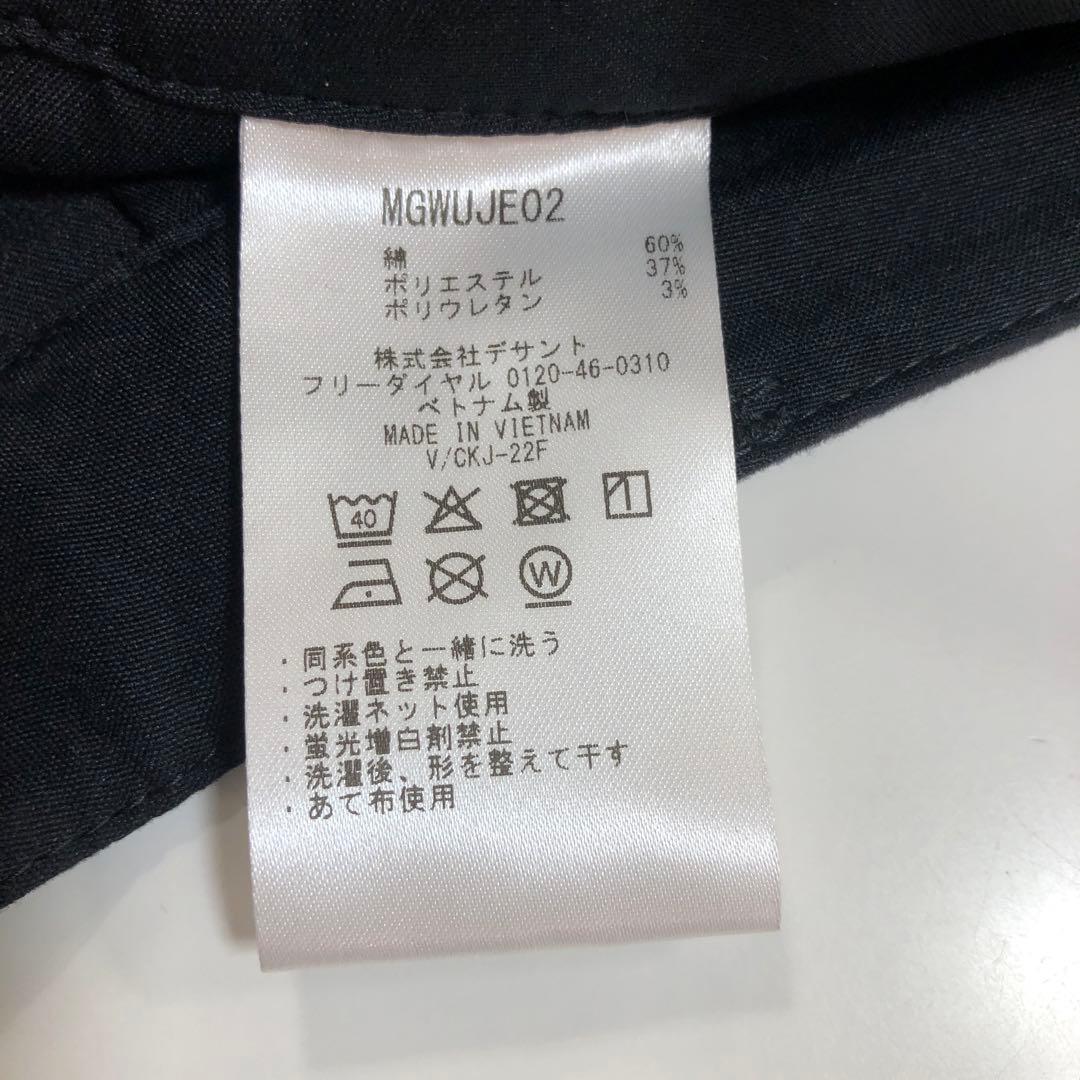 MGWUJE02
綿 60%
ポリエステル 37%
ポリウレタン 3%
株式会社デサント
フリーダイヤル 0120-46-0310
ベトナム製
MADE IN VIETNAM
V/CKJ-22F
40
W
・同系色と一緒に洗う
・つけ置き禁止
・洗濯ネット使用
・蛍光増白剤禁止
・洗濯後、形を整えて干す
・あて布使用